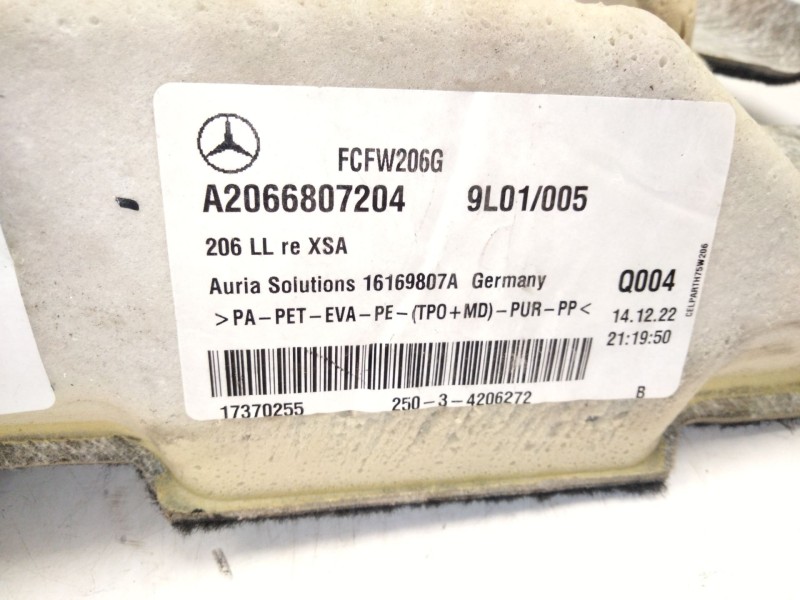 FCFW206G
A2066807204 9L01/005
206 LL re XSA
Auria Solutions 16169807A Germany Q004
>PA-PET-EVA-PE-(TPO+MD)-PUR-PP< 14.12.22
21:19:50
17370255 250-3-4206272 B
CELPARTH75W206